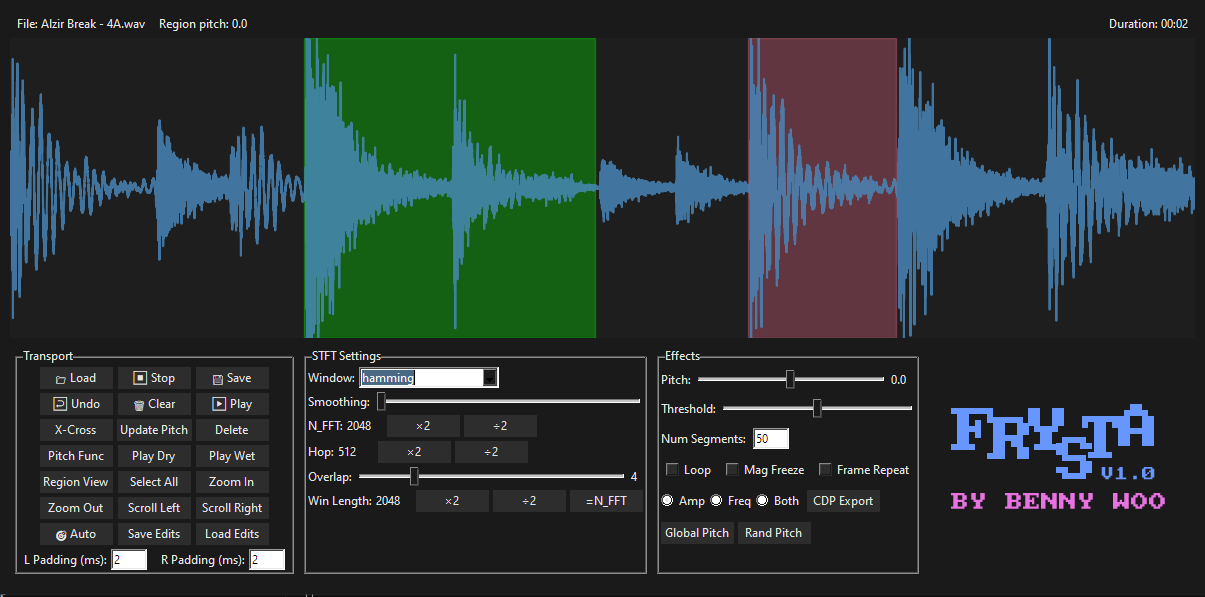 File: Alzir Break - 4A.wav Region pitch: 0.0 Duration: 00:02
Transport
Load Stop Save
Undo Clear Play
X-Cross Update Pitch Delete
Pitch Func Play Dry Play Wet
Region View Select All Zoom In
Zoom Out Scroll Left Scroll Right
Auto Save Edits Load Edits
L Padding (ms): 2 R Padding (ms): 2
STFT Settings
Window: hamming
Smoothing:
N_FFT: 2048 ×2 ÷2
Hop: 512 ×2 ÷2
Overlap: 4
Win Length: 2048 ×2 ÷2 =N_FFT
Effects
Pitch: 0.0
Threshold:
Num Segments: 50
Loop Mag Freeze Frame Repeat
Amp Freq Both CDP Export
Global Pitch Rand Pitch
FRYSTA
V1.0
BY BENNY WOO